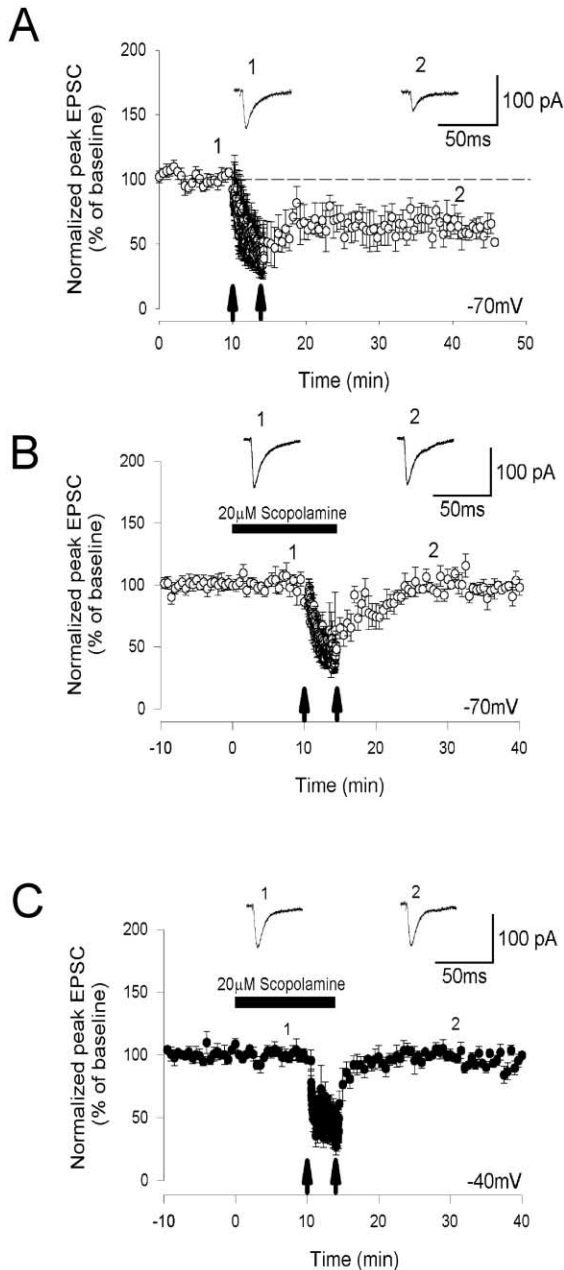 A
Normalized peak EPSC
(% of baseline)
200
150
100
50
0
1
2
100 pA
50ms
1
2
-70mV
0
10
20
30
40
50
Time (min)
B
Normalized peak EPSC
(% of baseline)
200
150
100
50
0
1
2
100 pA
50ms
20µM Scopolamine
1
2
-70mV
-10
0
10
20
30
40
Time (min)
C
Normalized peak EPSC
(% of baseline)
200
150
100
50
0
1
2
100 pA
50ms
20µM Scopolamine
1
2
-40mV
-10
0
10
20
30
40
Time (min)